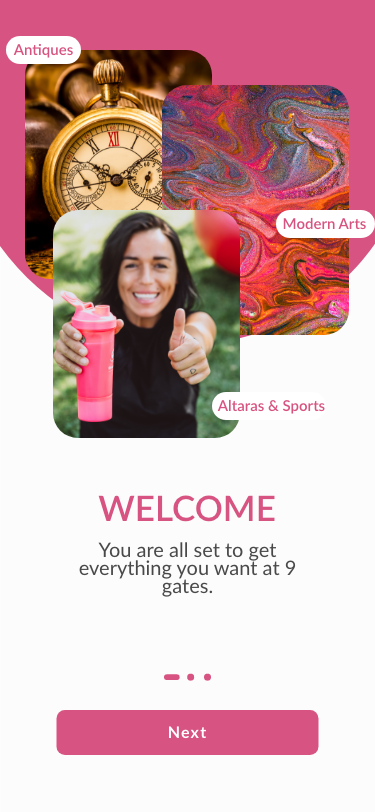 Antiques
Modern Arts
Altaras & Sports
WELCOME
You are all set to get
everything you want at 9
gates.
Next